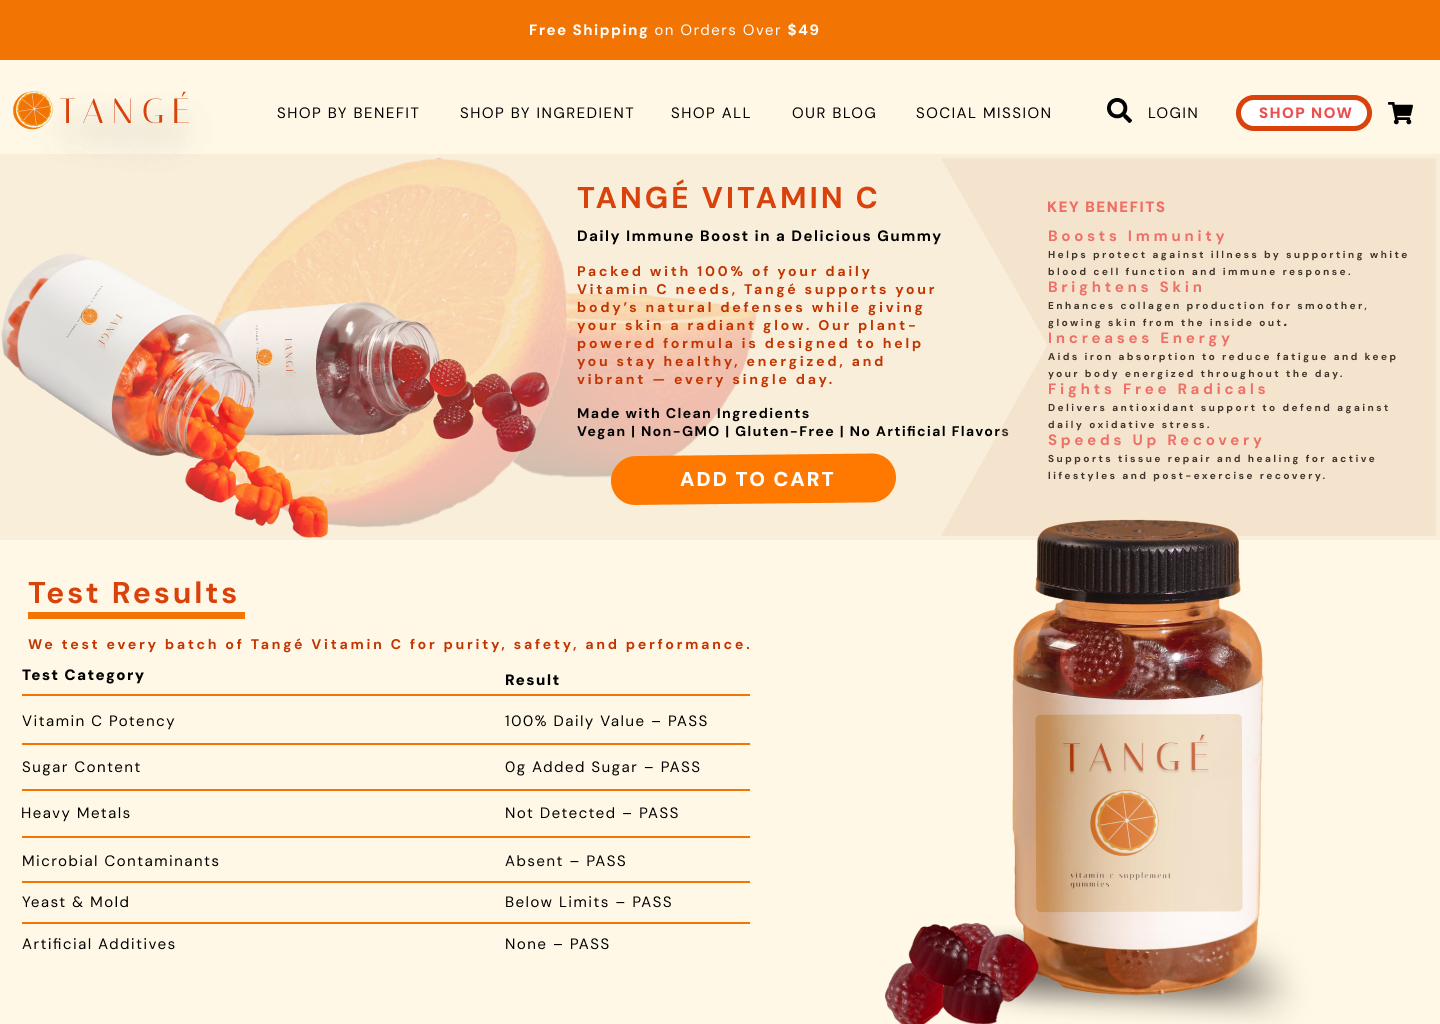 Free Shipping on Orders Over $49
TANGÉ
SHOP BY BENEFIT
SHOP BY INGREDIENT
SHOP ALL
OUR BLOG
SOCIAL MISSION
LOGIN
SHOP NOW
TANGÉ VITAMIN C
Daily Immune Boost in a Delicious Gummy
Packed with 100% of your daily
Vitamin C needs, Tangé supports your
body’s natural defenses while giving
your skin a radiant glow. Our plant-
powered formula is designed to help
you stay healthy, energized, and
vibrant — every single day.
Made with Clean Ingredients
Vegan | Non-GMO | Gluten-Free | No Artificial Flavors
ADD TO CART
KEY BENEFITS
Boosts Immunity
Helps protect against illness by supporting white
blood cell function and immune response.
Brightens Skin
Enhances collagen production for smoother,
glowing skin from the inside out.
Increases Energy
Aids iron absorption to reduce fatigue and keep
your body energized throughout the day.
Fights Free Radicals
Delivers antioxidant support to defend against
daily oxidative stress.
Speeds Up Recovery
Supports tissue repair and healing for active
lifestyles and post-exercise recovery.
TANGÉ
TANGÉ
Test Results
We test every batch of Tangé Vitamin C for purity, safety, and performance.
Test Category
Result
Vitamin C Potency
100% Daily Value – PASS
Sugar Content
0g Added Sugar – PASS
Heavy Metals
Not Detected – PASS
Microbial Contaminants
Absent – PASS
Yeast & Mold
Below Limits – PASS
Artificial Additives
None – PASS
TANGÉ
vitamin c supplement
gummies